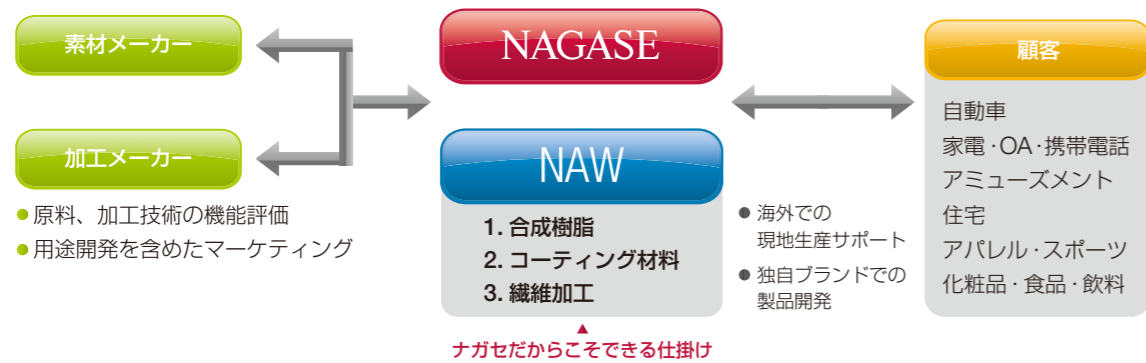 素材メーカー
加工メーカー
● 原料、加工技術の機能評価
● 用途開発を含めたマーケティング
NAGASE
NAW
1. 合成樹脂
2. コーティング材料
3. 繊維加工
▲
ナガセだからこそできる仕掛け
● 海外での
現地生産サポート
● 独自ブランドでの
製品開発
顧客
自動車
家電・OA・携帯電話
アミューズメント
住宅
アパレル・スポーツ
化粧品・食品・飲料